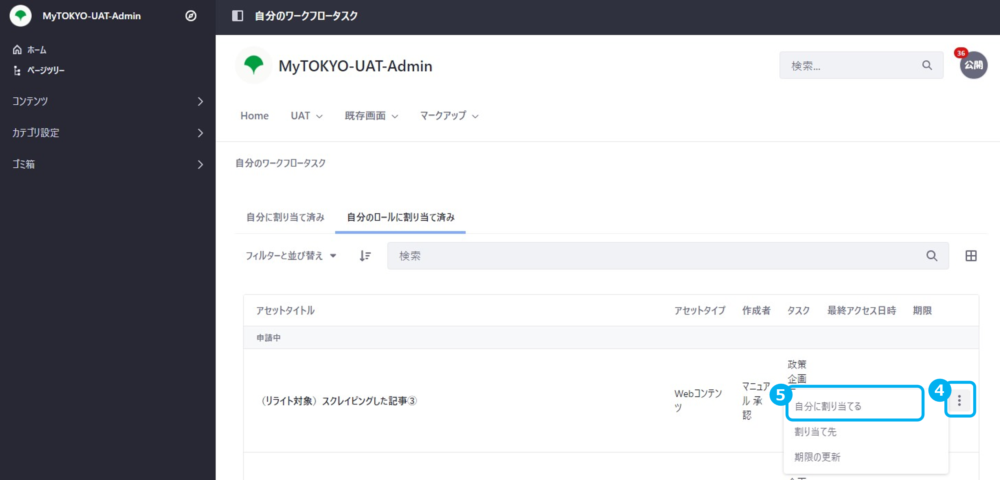 MyTOKYO-UAT-Admin
自分のワークフロータスク
ホーム
ページツリー
コンテンツ
カテゴリ設定
ゴミ箱
MyTOKYO-UAT-Admin
検索...
36
公開
Home
UAT
既存画面
マークアップ
自分のワークフロータスク
自分に割り当て済み
自分のロールに割り当て済み
フィルターと並び替え
検索
アセットタイトル
アセットタイプ
作成者
タスク
最終アクセス日時
期限
申請中
（リライト対象）スクレイピングした記事③
Webコンテン
ツ
マニュア
ル 承
認
政策
企画
5
自分に割り当てる
4
割り当て先
期限の更新